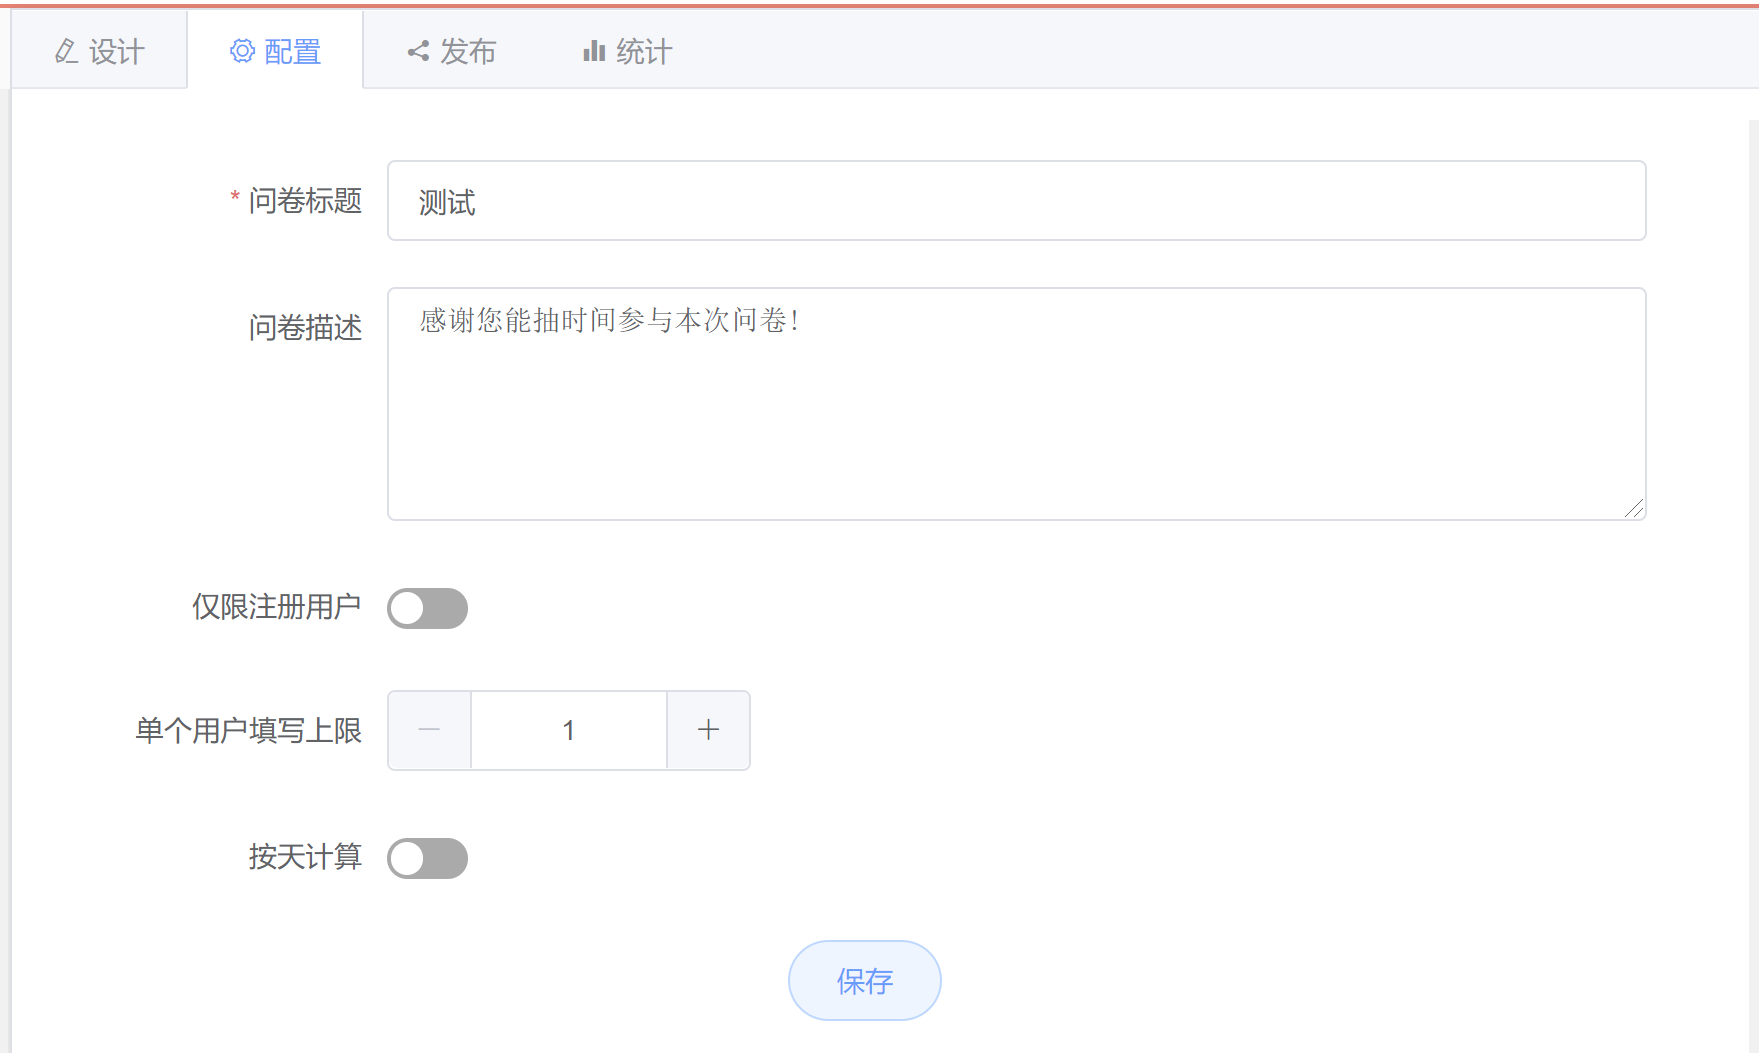 设计 配置 发布 统计
* 问卷标题 测试
问卷描述 感谢您能抽时间参与本次问卷！
仅限注册用户
单个用户填写上限 1
按天计算
保存